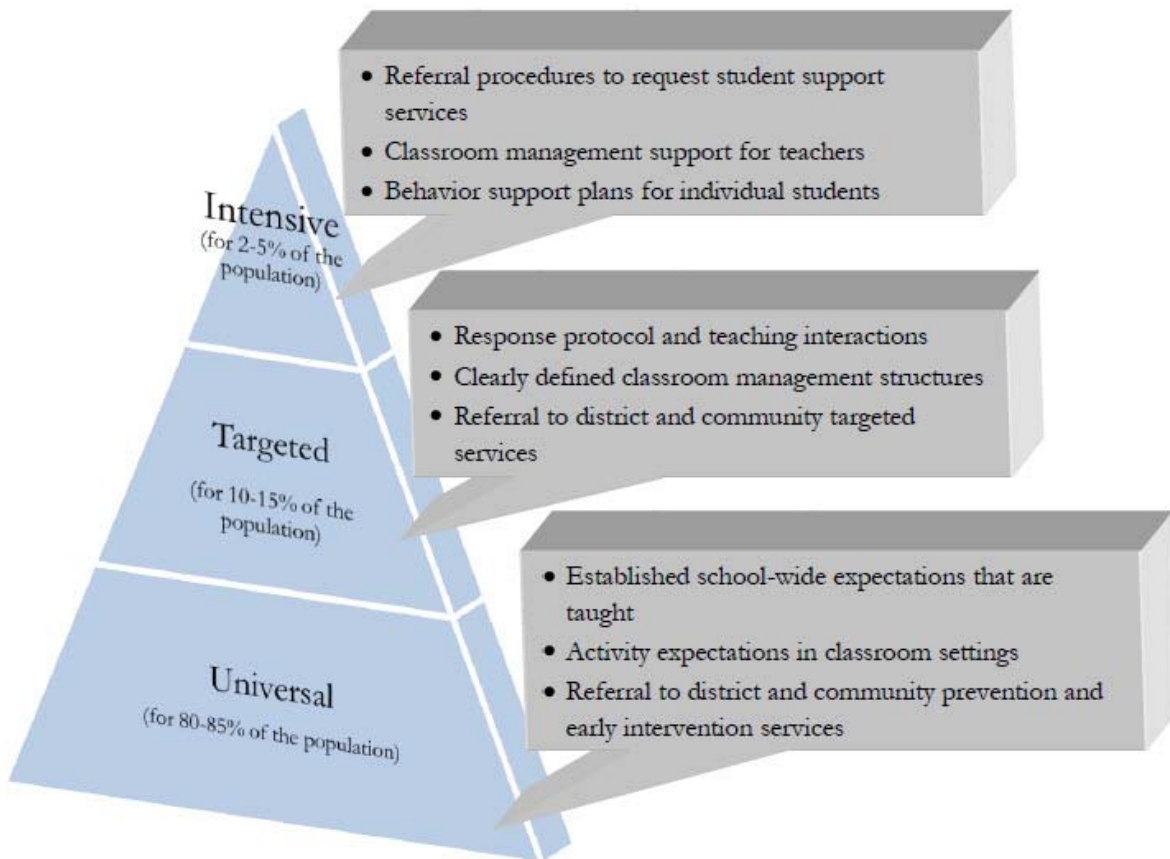 • Referral procedures to request student support
services
• Classroom management support for teachers
• Behavior support plans for individual students
Intensive
(for 2-5% of the
population)
• Response protocol and teaching interactions
• Clearly defined classroom management structures
• Referral to district and community targeted
services
Targeted
(for 10-15% of the
population)
• Established school-wide expectations that are
taught
• Activity expectations in classroom settings
• Referral to district and community prevention and
early intervention services
Universal
(for 80-85% of the population)